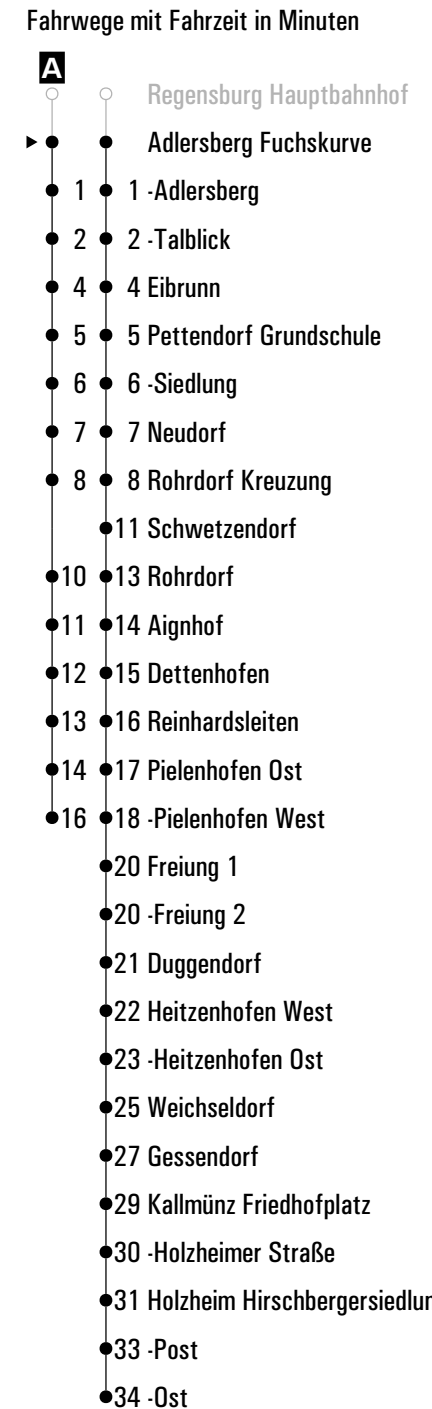 Fahrwege mit Fahrzeit in Minuten
A
Regensburg Hauptbahnhof
Adlersberg Fuchskurve
1 1 -Adlersberg
2 2 -Talblick
4 4 Eibrunn
5 5 Pettendorf Grundschule
6 6 -Siedlung
7 7 Neudorf
8 8 Rohrdorf Kreuzung
11 Schwetzendorf
10 13 Rohrdorf
11 14 Aignhof
12 15 Dettenhofen
13 16 Reinhardsleiten
14 17 Pielenhofen Ost
16 18 -Pielenhofen West
20 Freiung 1
20 -Freiung 2
21 Duggendorf
22 Heitzenhofen West
23 -Heitzenhofen Ost
25 Weichseldorf
27 Gessendorf
29 Kallmünz Friedhofplatz
30 -Holzheimer Straße
31 Holzheim Hirschbergersiedlun
33 -Post
34 -Ost